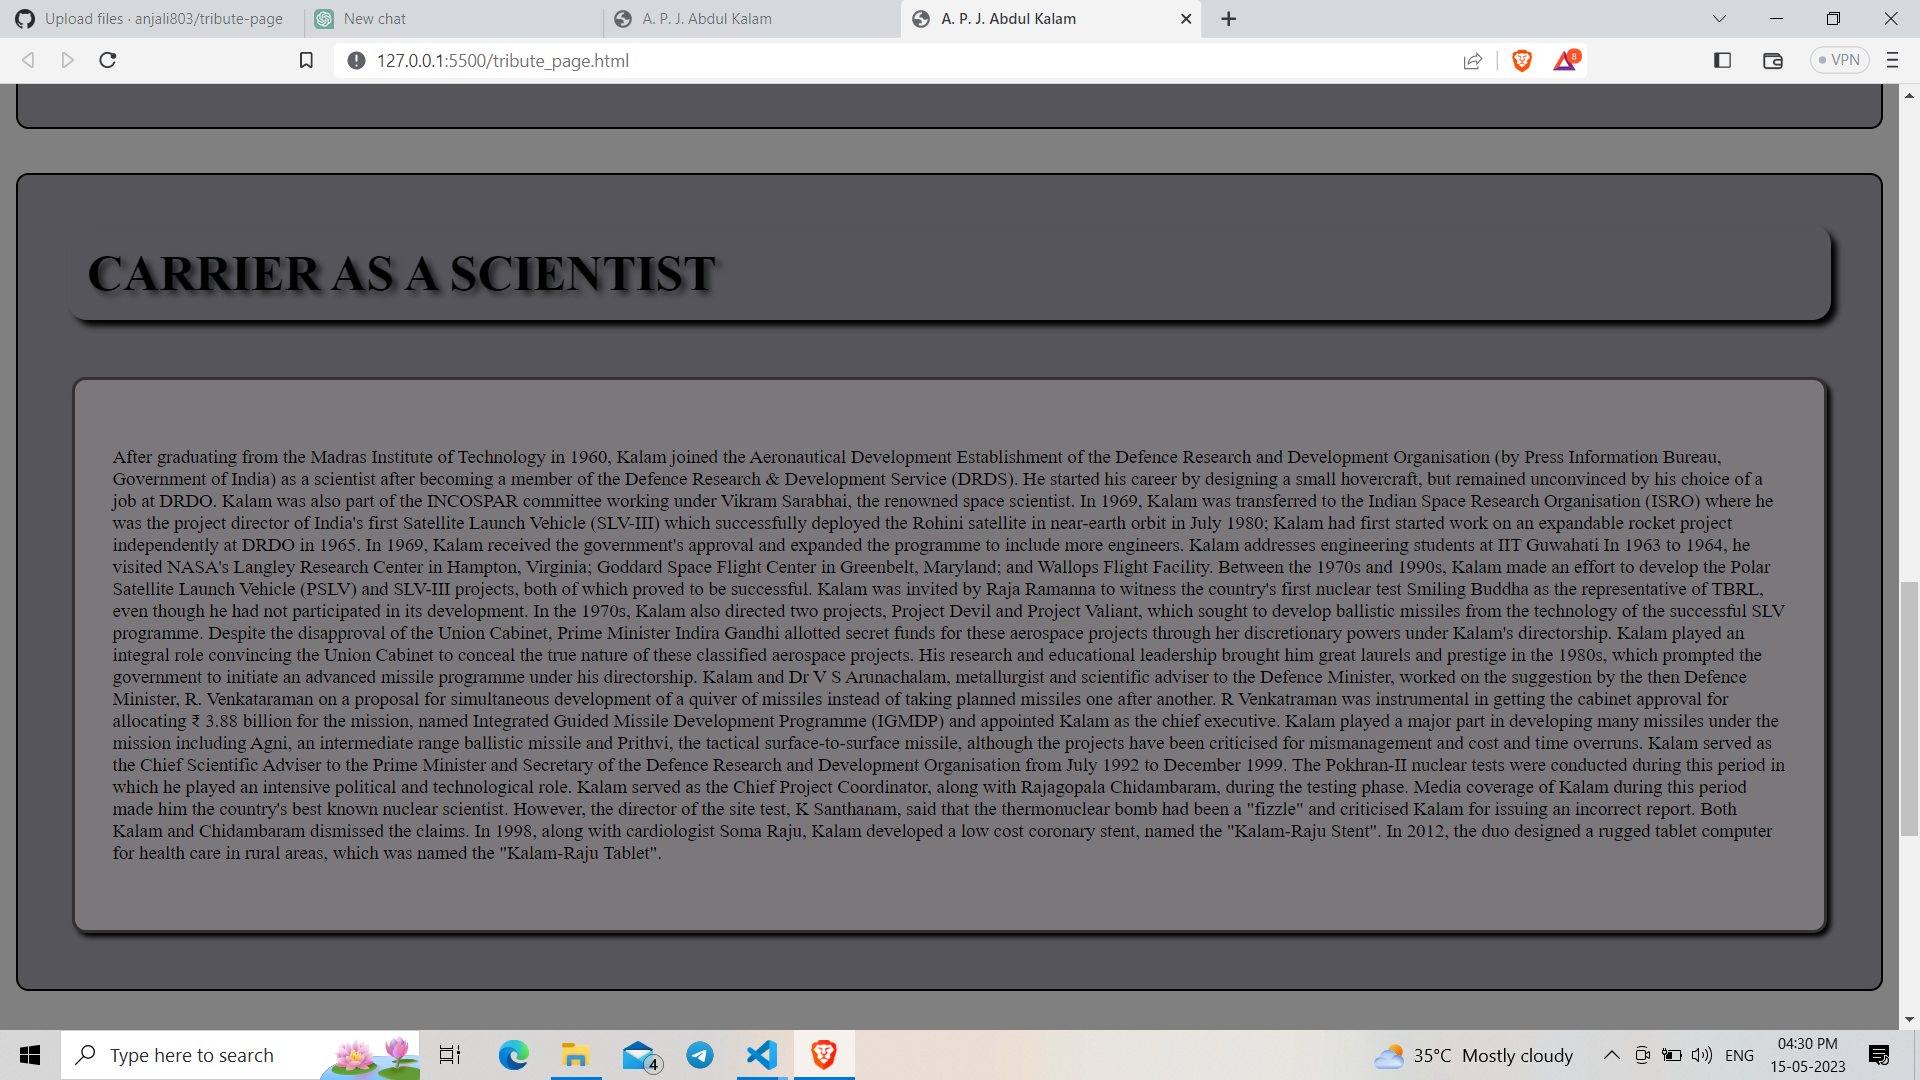 Upload files · anjali803/tribute-page
New chat
A. P. J. Abdul Kalam
A. P. J. Abdul Kalam
127.0.0.1:5500/tribute_page.html
8
VPN
CARRIER AS A SCIENTIST
After graduating from the Madras Institute of Technology in 1960, Kalam joined the Aeronautical Development Establishment of the Defence Research and Development Organisation (by Press Information Bureau,
Government of India) as a scientist after becoming a member of the Defence Research & Development Service (DRDS). He started his career by designing a small hovercraft, but remained unconvinced by his choice of a
job at DRDO. Kalam was also part of the INCOSPAR committee working under Vikram Sarabhai, the renowned space scientist. In 1969, Kalam was transferred to the Indian Space Research Organisation (ISRO) where he
was the project director of India's first Satellite Launch Vehicle (SLV-III) which successfully deployed the Rohini satellite in near-earth orbit in July 1980; Kalam had first started work on an expandable rocket project
independently at DRDO in 1965. In 1969, Kalam received the government's approval and expanded the programme to include more engineers. Kalam addresses engineering students at IIT Guwahati In 1963 to 1964, he
visited NASA's Langley Research Center in Hampton, Virginia; Goddard Space Flight Center in Greenbelt, Maryland; and Wallops Flight Facility. Between the 1970s and 1990s, Kalam made an effort to develop the Polar
Satellite Launch Vehicle (PSLV) and SLV-III projects, both of which proved to be successful. Kalam was invited by Raja Ramanna to witness the country's first nuclear test Smiling Buddha as the representative of TBRL,
even though he had not participated in its development. In the 1970s, Kalam also directed two projects, Project Devil and Project Valiant, which sought to develop ballistic missiles from the technology of the successful SLV
programme. Despite the disapproval of the Union Cabinet, Prime Minister Indira Gandhi allotted secret funds for these aerospace projects through her discretionary powers under Kalam's directorship. Kalam played an
integral role convincing the Union Cabinet to conceal the true nature of these classified aerospace projects. His research and educational leadership brought him great laurels and prestige in the 1980s, which prompted the
government to initiate an advanced missile programme under his directorship. Kalam and Dr V S Arunachalam, metallurgist and scientific adviser to the Defence Minister, worked on the suggestion by the then Defence
Minister, R. Venkataraman on a proposal for simultaneous development of a quiver of missiles instead of taking planned missiles one after another. R Venkatraman was instrumental in getting the cabinet approval for
allocating ₹ 3.88 billion for the mission, named Integrated Guided Missile Development Programme (IGMDP) and appointed Kalam as the chief executive. Kalam played a major part in developing many missiles under the
mission including Agni, an intermediate range ballistic missile and Prithvi, the tactical surface-to-surface missile, although the projects have been criticised for mismanagement and cost and time overruns. Kalam served as
the Chief Scientific Adviser to the Prime Minister and Secretary of the Defence Research and Development Organisation from July 1992 to December 1999. The Pokhran-II nuclear tests were conducted during this period in
which he played an intensive political and technological role. Kalam served as the Chief Project Coordinator, along with Rajagopala Chidambaram, during the testing phase. Media coverage of Kalam during this period
made him the country's best known nuclear scientist. However, the director of the site test, K Santhanam, said that the thermonuclear bomb had been a "fizzle" and criticised Kalam for issuing an incorrect report. Both
Kalam and Chidambaram dismissed the claims. In 1998, along with cardiologist Soma Raju, Kalam developed a low cost coronary stent, named the "Kalam-Raju Stent". In 2012, the duo designed a rugged tablet computer
for health care in rural areas, which was named the "Kalam-Raju Tablet".
Type here to search
4
35°C Mostly cloudy
ENG
04:30 PM
15-05-2023